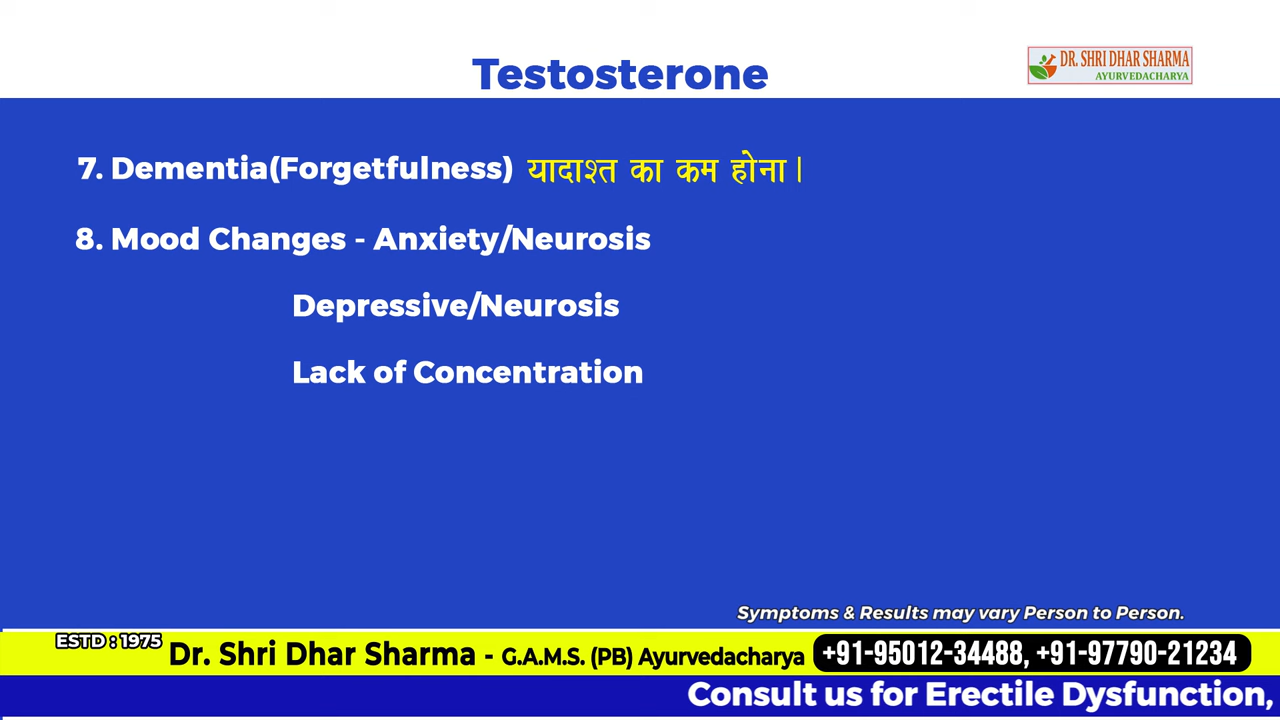 Testosterone
DR. SHRI DHAR SHARMA
AYURVEDACHARYA
7. Dementia(Forgetfulness) यादाश्त का कम होना।
8. Mood Changes - Anxiety/Neurosis
Depressive/Neurosis
Lack of Concentration
Symptoms & Results may vary Person to Person.
ESTD : 1975
Dr. Shri Dhar Sharma - G.A.M.S. (PB) Ayurvedacharya +91-95012-34488, +91-97790-21234
Consult us for Erectile Dysfunction,